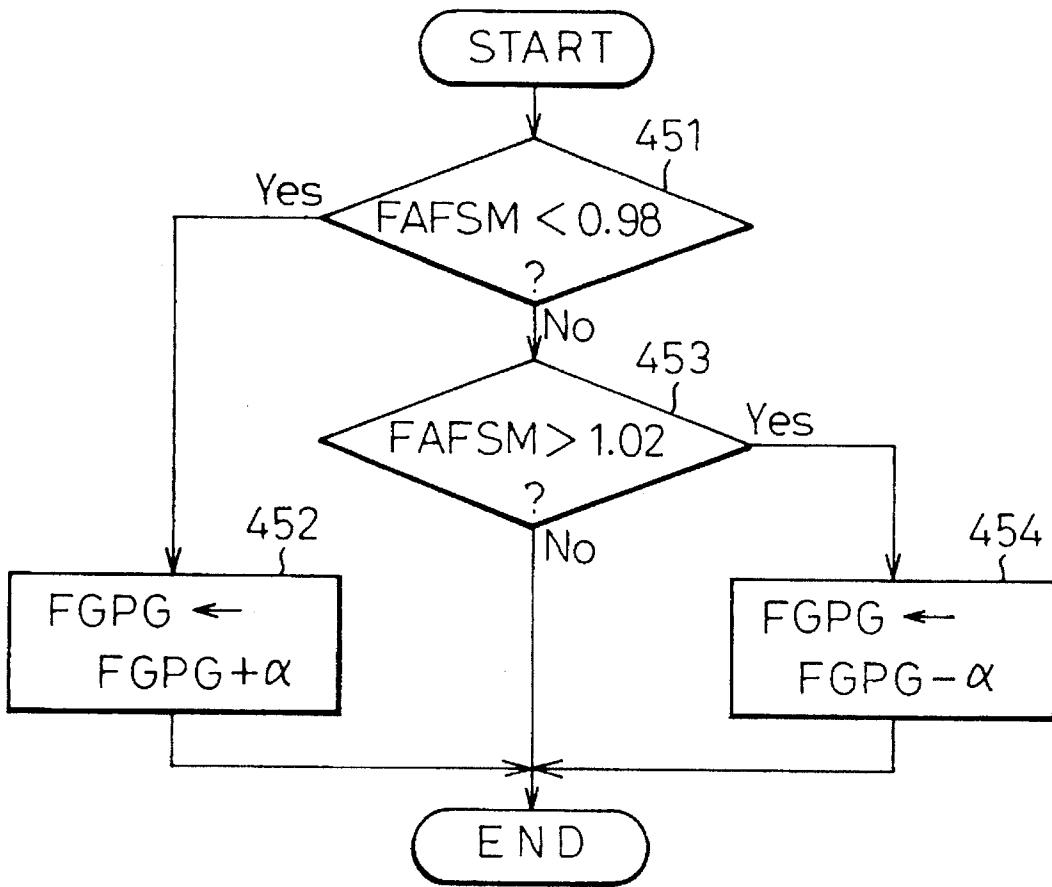 START
451
Yes
FAFSM < 0.98
?
No
453
FAFSM > 1.02
Yes
?
No
452
FGPG ←
FGPG+α
454
FGPG ←
FGPG-α
END